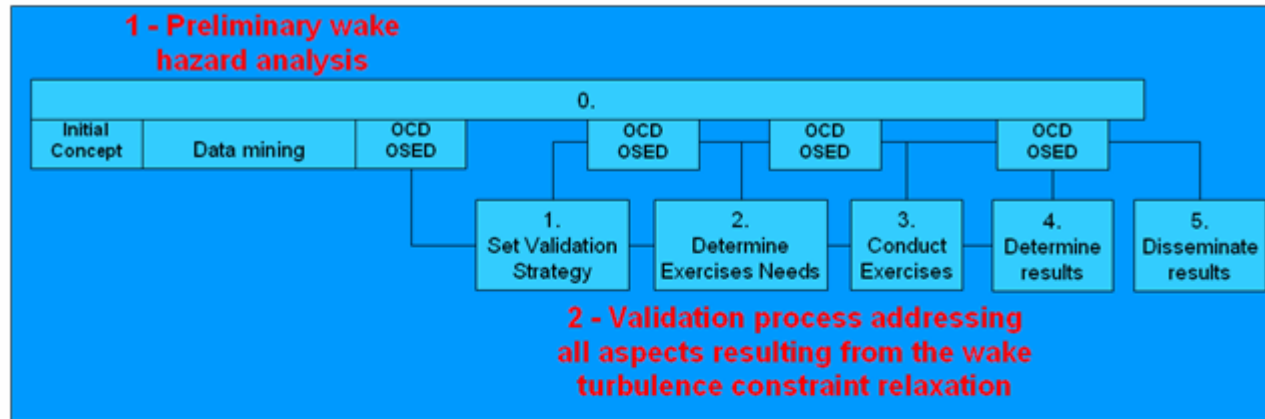 1 - Preliminary wake
hazard analysis
0.
Initial
Concept
Data mining
OCD
OSED
OCD
OSED
OCD
OSED
OCD
OSED
1.
Set Validation
Strategy
2.
Determine
Exercises Needs
3.
Conduct
Exercises
4.
Determine
results
5.
Disseminate
results
2 - Validation process addressing
all aspects resulting from the wake
turbulence constraint relaxation